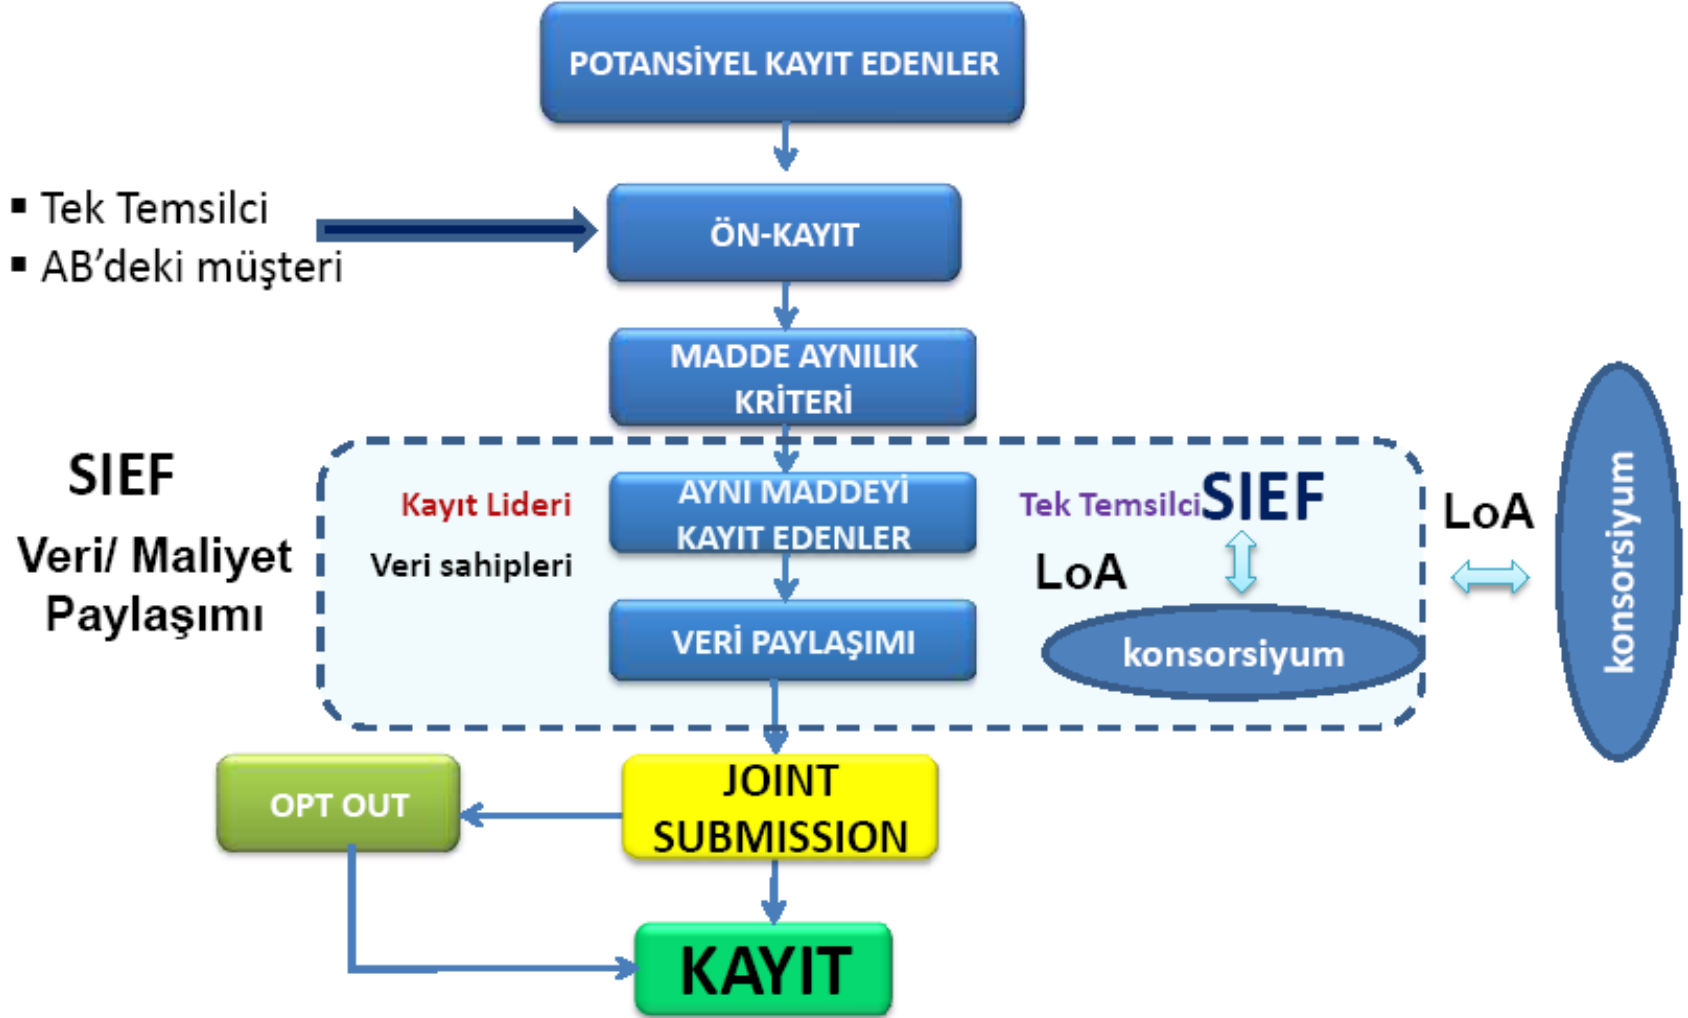 POTANSİYEL KAYIT EDENLER
▪ Tek Temsilci
▪ AB'deki müşteri
ÖN-KAYIT
MADDE AYNILIK
KRİTERİ
SIEF
Veri/ Maliyet
Paylaşımı
Kayıt Lideri
Veri sahipleri
AYNI MADDEYİ
KAYIT EDENLER
VERİ PAYLAŞIMI
Tek Temsilci SIEF
LoA
konsorsiyum
LoA
konsorsiyum
OPT OUT
JOINT
SUBMISSION
KAYIT